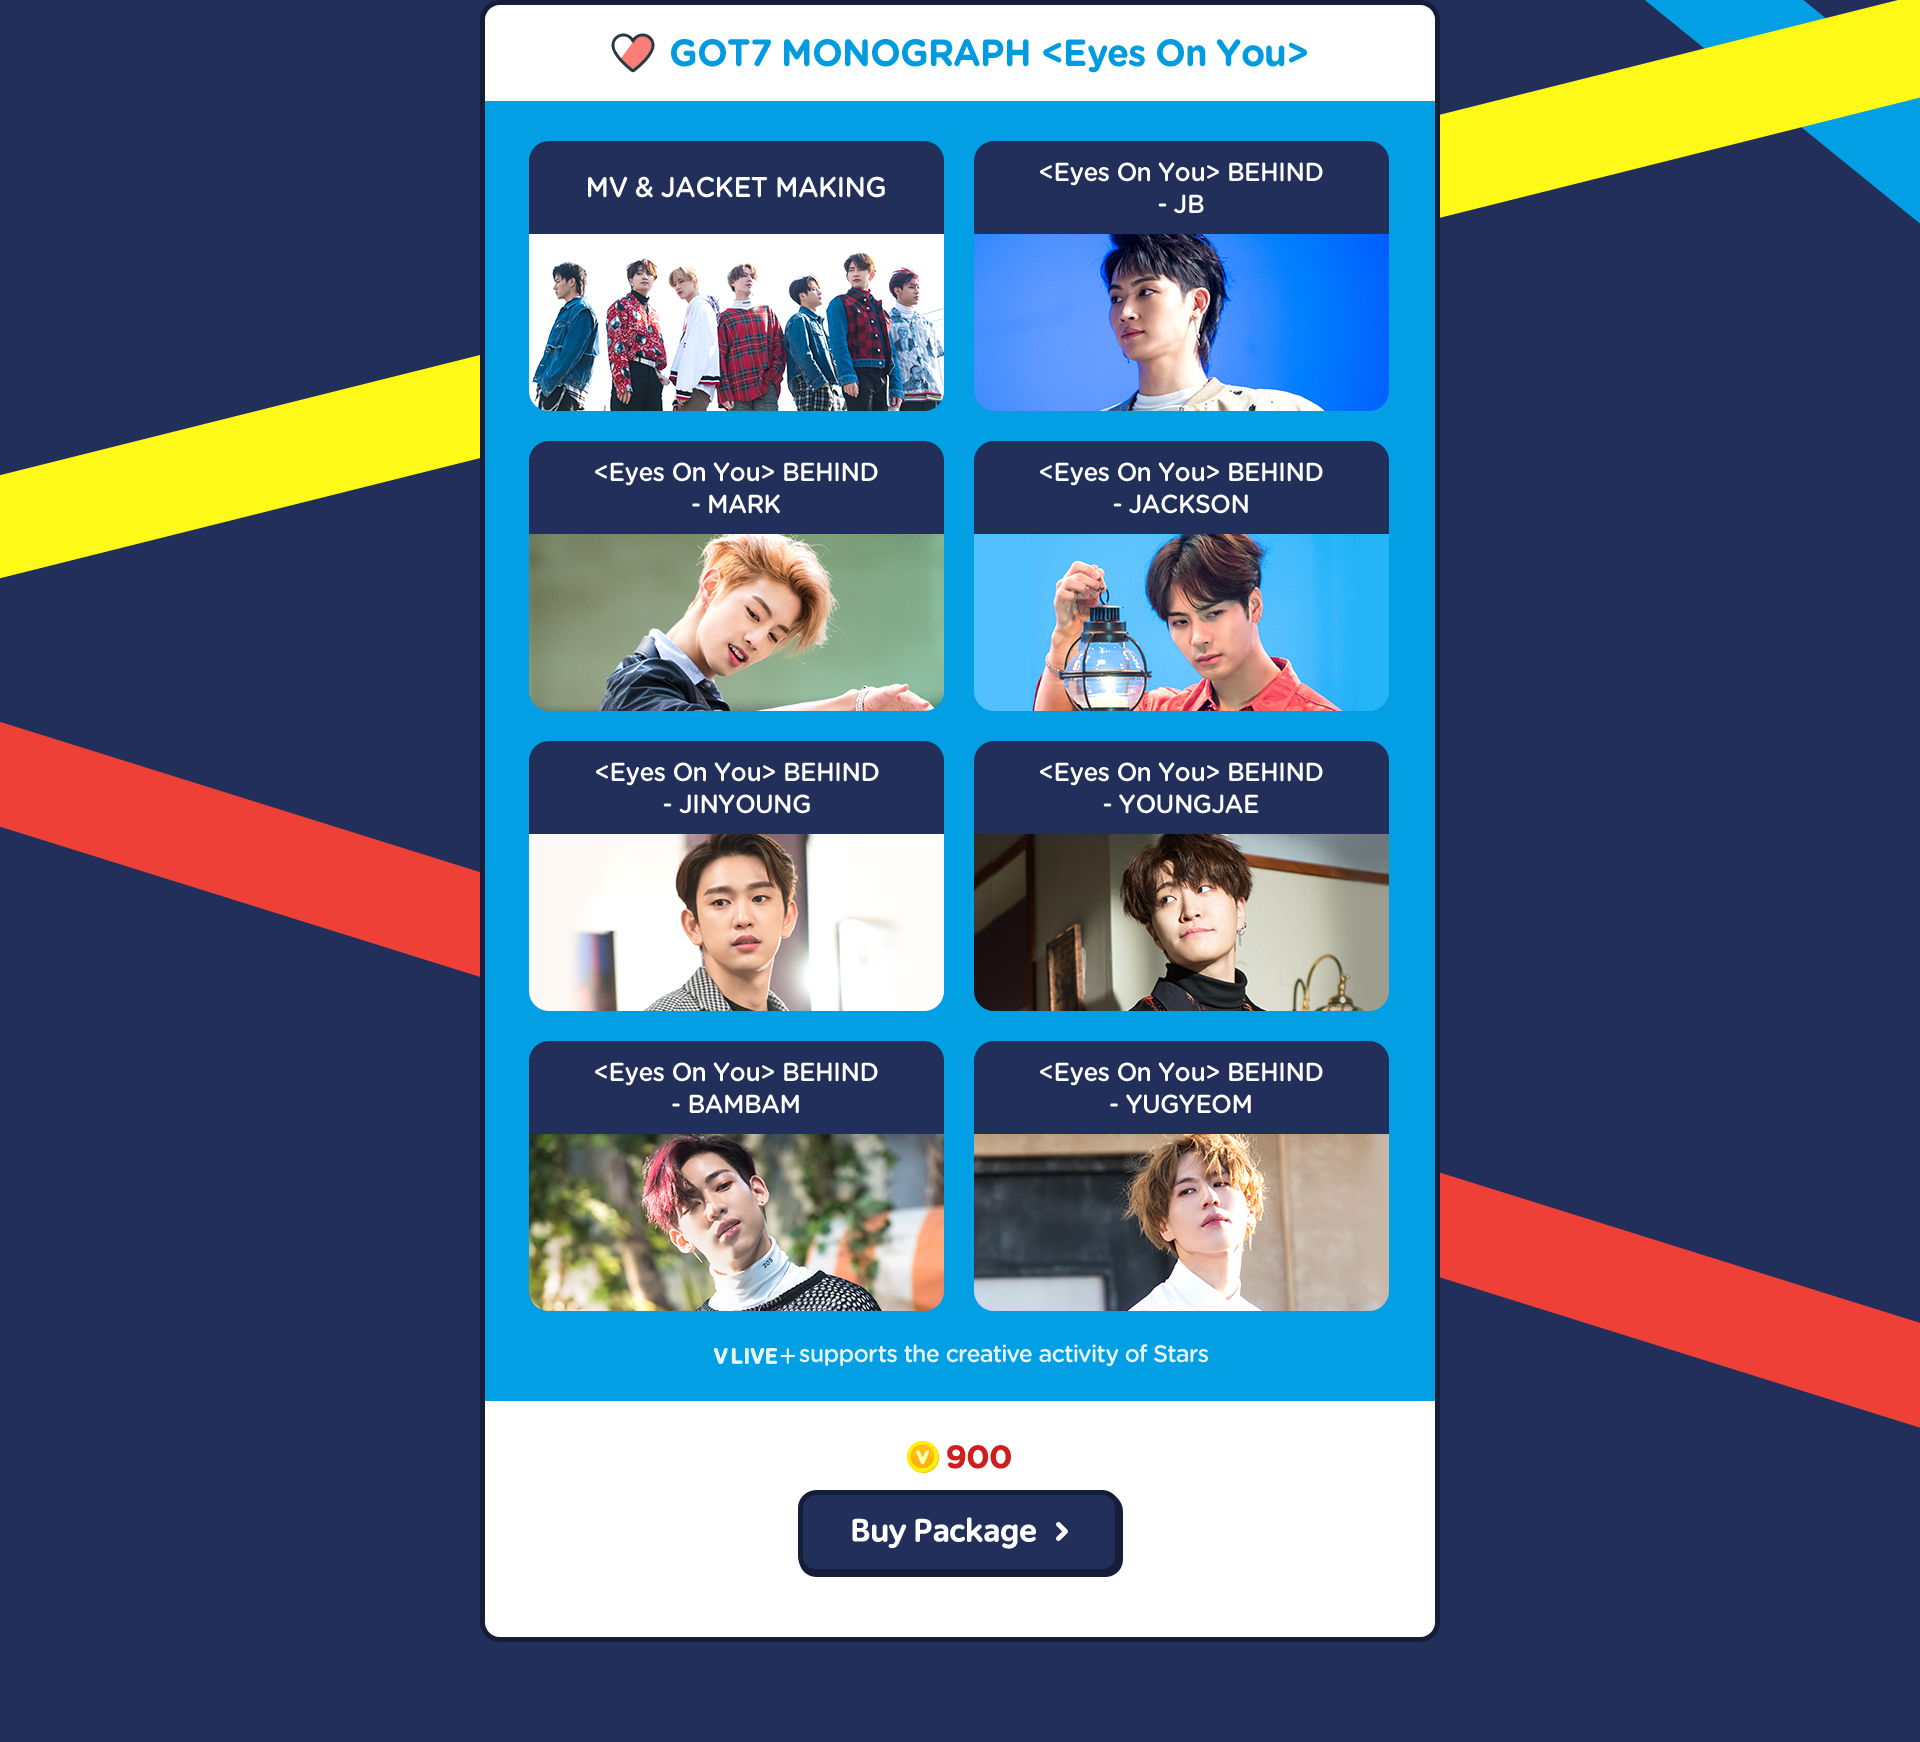 GOT7 MONOGRAPH <Eyes On You>
MV & JACKET MAKING
<Eyes On You> BEHIND
- JB
<Eyes On You> BEHIND
- MARK
<Eyes On You> BEHIND
- JACKSON
<Eyes On You> BEHIND
- JINYOUNG
<Eyes On You> BEHIND
- YOUNGJAE
<Eyes On You> BEHIND
- BAMBAM
<Eyes On You> BEHIND
- YUGYEOM
V LIVE+ supports the creative activity of Stars
V 900
Buy Package >